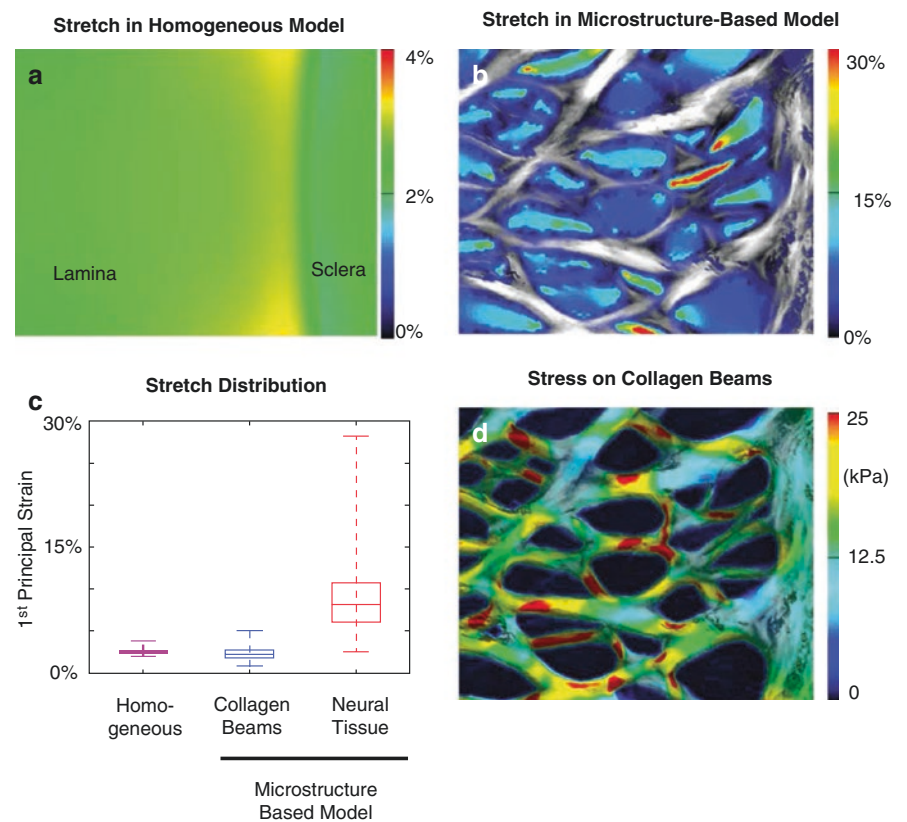 Stretch in Homogeneous Model
a
4%
2%
0%
Lamina
Sclera
Stretch in Microstructure-Based Model
b
30%
15%
0%
Stretch Distribution
c
30%
15%
0%
1st Principal Strain
Homo-
geneous
Collagen
Beams
Neural
Tissue
Microstructure
Based Model
Stress on Collagen Beams
d
25
(kPa)
12.5
0